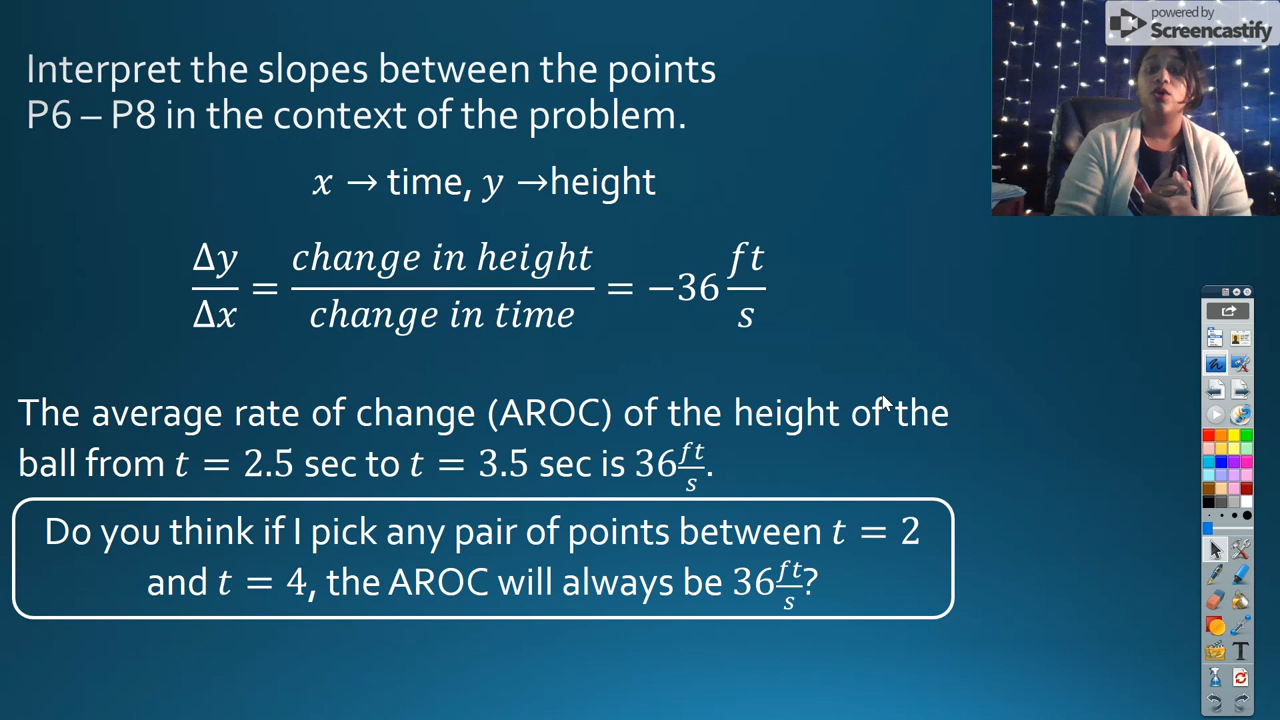 powered by
Screencastify
Interpret the slopes between the points
P6 – P8 in the context of the problem.
x → time, y →height
Δy/Δx = change in height/change in time = −36 ft/s
The average rate of change (AROC) of the height of the
ball from t = 2.5 sec to t = 3.5 sec is 36 ft/s.
Do you think if I pick any pair of points between t = 2
and t = 4, the AROC will always be 36 ft/s?
T